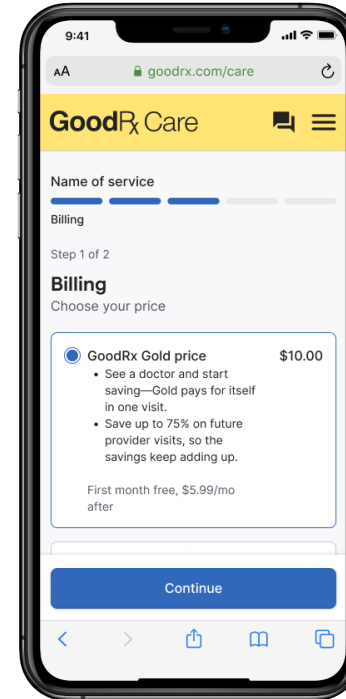 9:41
AA goodrx.com/care
GoodRx Care
Name of service
Billing
Step 1 of 2
Billing
Choose your price
GoodRx Gold price $10.00
• See a doctor and start
saving—Gold pays for itself
in one visit.
• Save up to 75% on future
provider visits, so the
savings keep adding up.
First month free, $5.99/mo
after
Continue